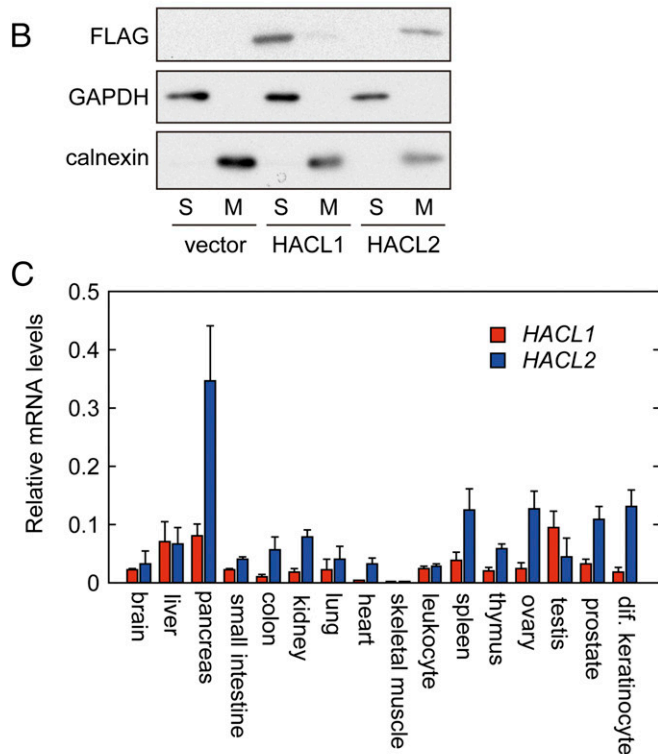 B
FLAG
GAPDH
calnexin
S M S M S M
vector HACL1 HACL2
C
Relative mRNA levels
0.5
0.4
0.3
0.2
0.1
0
HACL1
HACL2
brain
liver
pancreas
small intestine
colon
kidney
lung
heart
skeletal muscle
leukocyte
spleen
thymus
ovary
testis
prostate
dif. keratinocyte